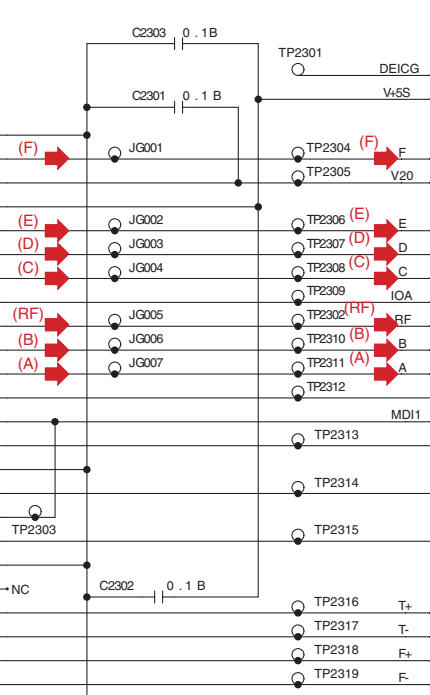 C2303 0.1B
TP2301
DEICG
C2301 0.1 B
V+5S
(F) JG001 TP2304 (F) F
TP2305 V20
(E) JG002 TP2306 (E) E
(D) JG003 TP2307 (D) D
(C) JG004 TP2308 (C) C
TP2309 IOA
(RF) JG005 TP2302 (RF) RF
(B) JG006 TP2310 (B) B
(A) JG007 TP2311 (A) A
TP2312
MDI1
TP2313
TP2314
TP2303 TP2315
NC C2302 0.1 B
TP2316 T+
TP2317 T-
TP2318 F+
TP2319 F-